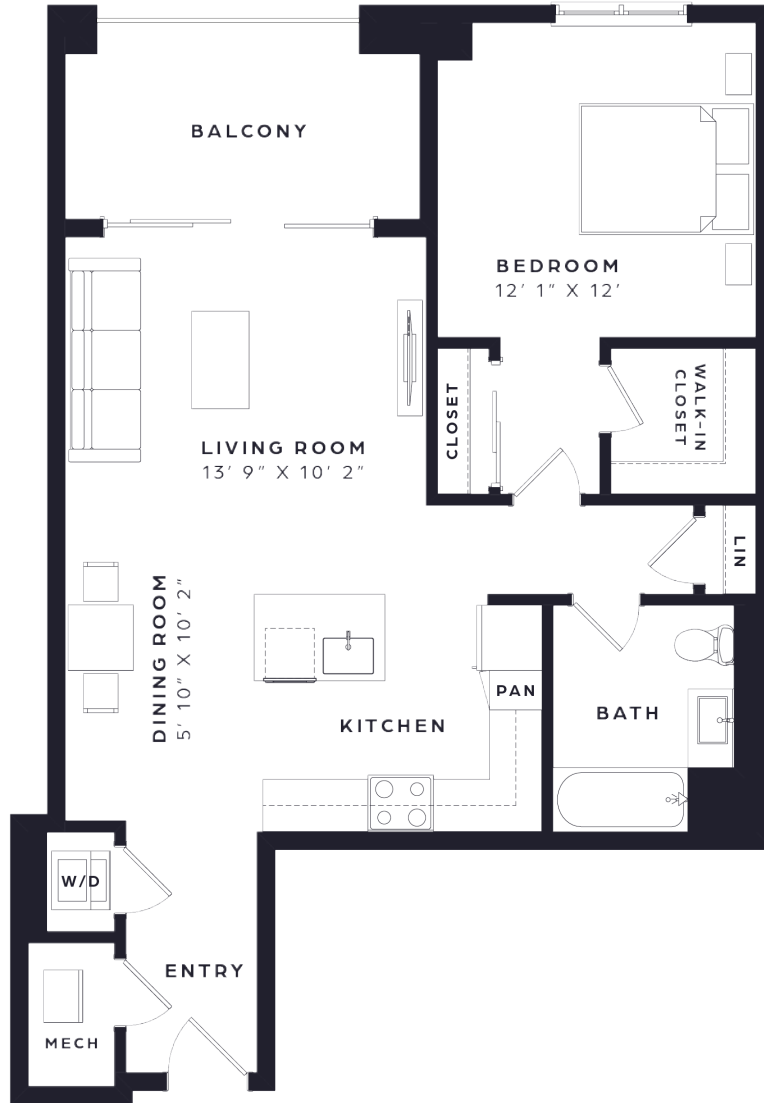 BALCONY
BEDROOM
12' 1" X 12'
CLOSET
WALK-IN
CLOSET
LIVING ROOM
13' 9" X 10' 2"
LIN
DINING ROOM
5' 10" X 10' 2"
PAN
KITCHEN
BATH
W/D
ENTRY
MECH